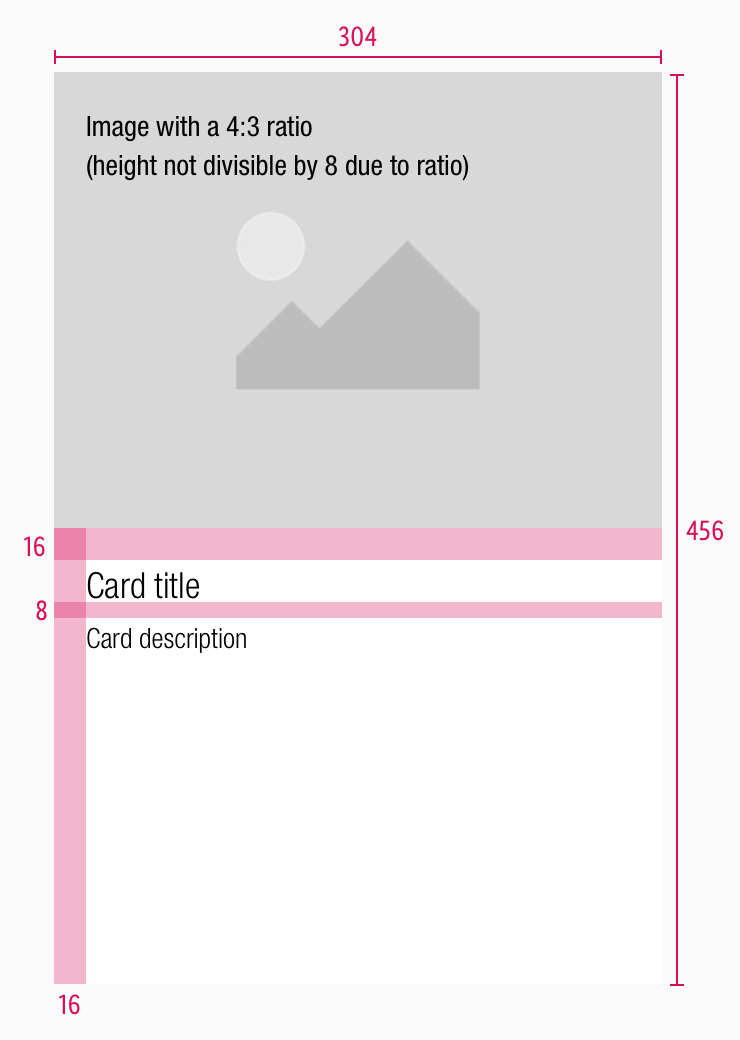 304
Image with a 4:3 ratio
(height not divisible by 8 due to ratio)
456
16
Card title
8
Card description
16